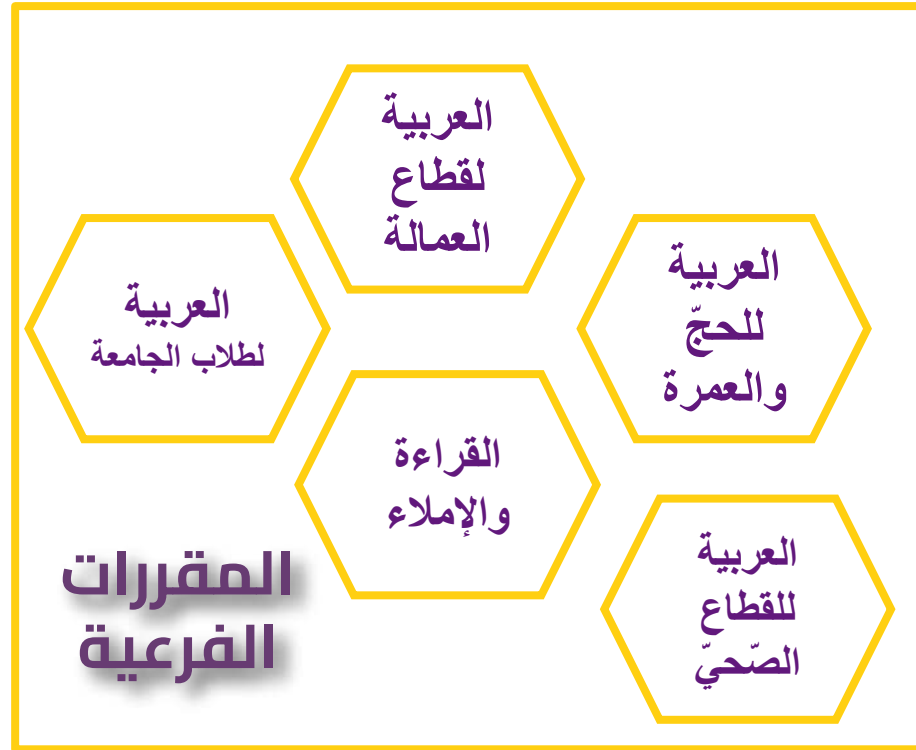 العربية
لقطاع
العمالة
العربية
للحجّ
والعمرة
العربية
لطلاب الجامعة
القراءة
والإملاء
العربية
للقطاع
الصّحيّ
المقررات
الفرعية